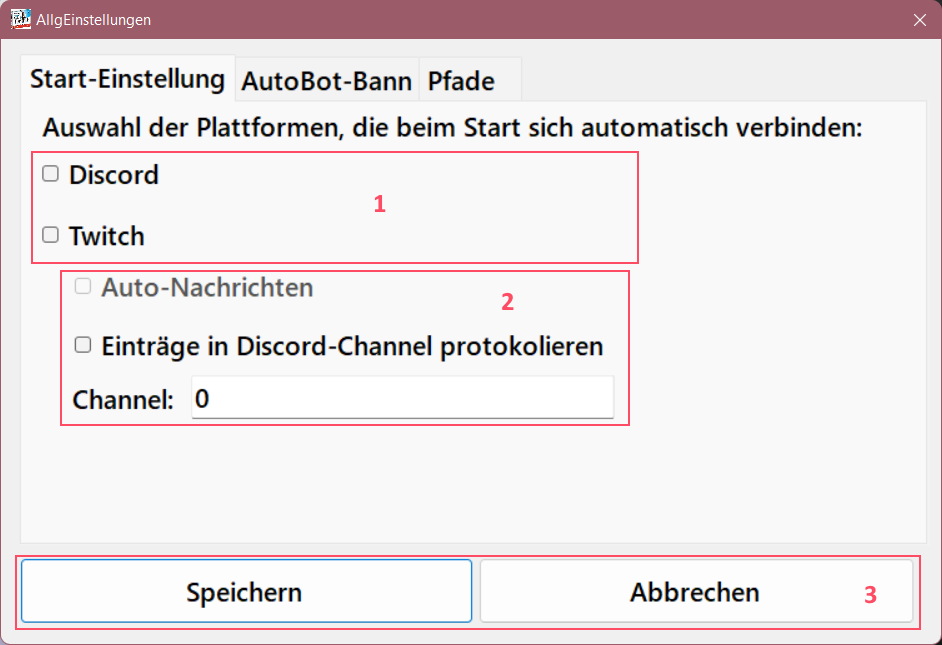 AllgEinstellungen
Start-Einstellung AutoBot-Bann Pfade
Auswahl der Plattformen, die beim Start sich automatisch verbinden:
Discord
1
Twitch
Auto-Nachrichten
2
Einträge in Discord-Channel protokolieren
Channel: 0
Speichern Abbrechen 3